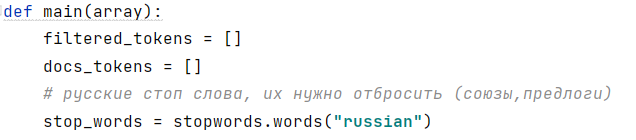 def main(array):
    filtered_tokens = []
    docs_tokens = []
    # русские стоп слова, их нужно отбросить (союзы,предлоги)
    stop_words = stopwords.words("russian")